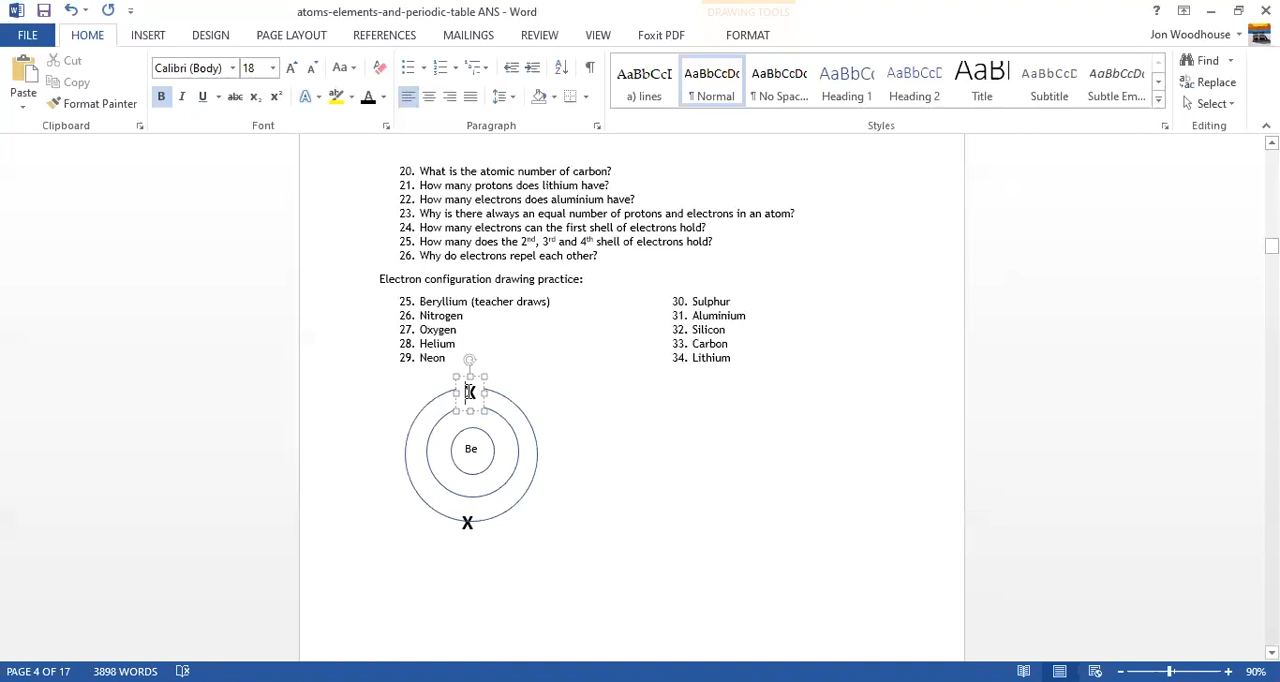 atoms-elements-and-periodic-table ANS - Word
DRAWING TOOLS
FILE HOME INSERT DESIGN PAGE LAYOUT REFERENCES MAILINGS REVIEW VIEW Foxit PDF FORMAT Jon Woodhouse
Paste
Cut
Copy
Format Painter
Clipboard
Calibri (Body) 18
Font
Paragraph
AaBbCcI AaBbCcDc AaBbCcDc AaBbCcDc AaBbCcDc AaBl AaBbCcDc AaBbCcDc
a) lines ¶ Normal ¶ No Spac... Heading 1 Heading 2 Title Subtitle Subtle Em...
Styles
Find
Replace
Select
Editing
20. What is the atomic number of carbon?
21. How many protons does lithium have?
22. How many electrons does aluminium have?
23. Why is there always an equal number of protons and electrons in an atom?
24. How many electrons can the first shell of electrons hold?
25. How many does the 2nd, 3rd and 4th shell of electrons hold?
26. Why do electrons repel each other?
Electron configuration drawing practice:
25. Beryllium (teacher draws)
26. Nitrogen
27. Oxygen
28. Helium
29. Neon
30. Sulphur
31. Aluminium
32. Silicon
33. Carbon
34. Lithium
X
Be
X
PAGE 4 OF 17 3898 WORDS 90%